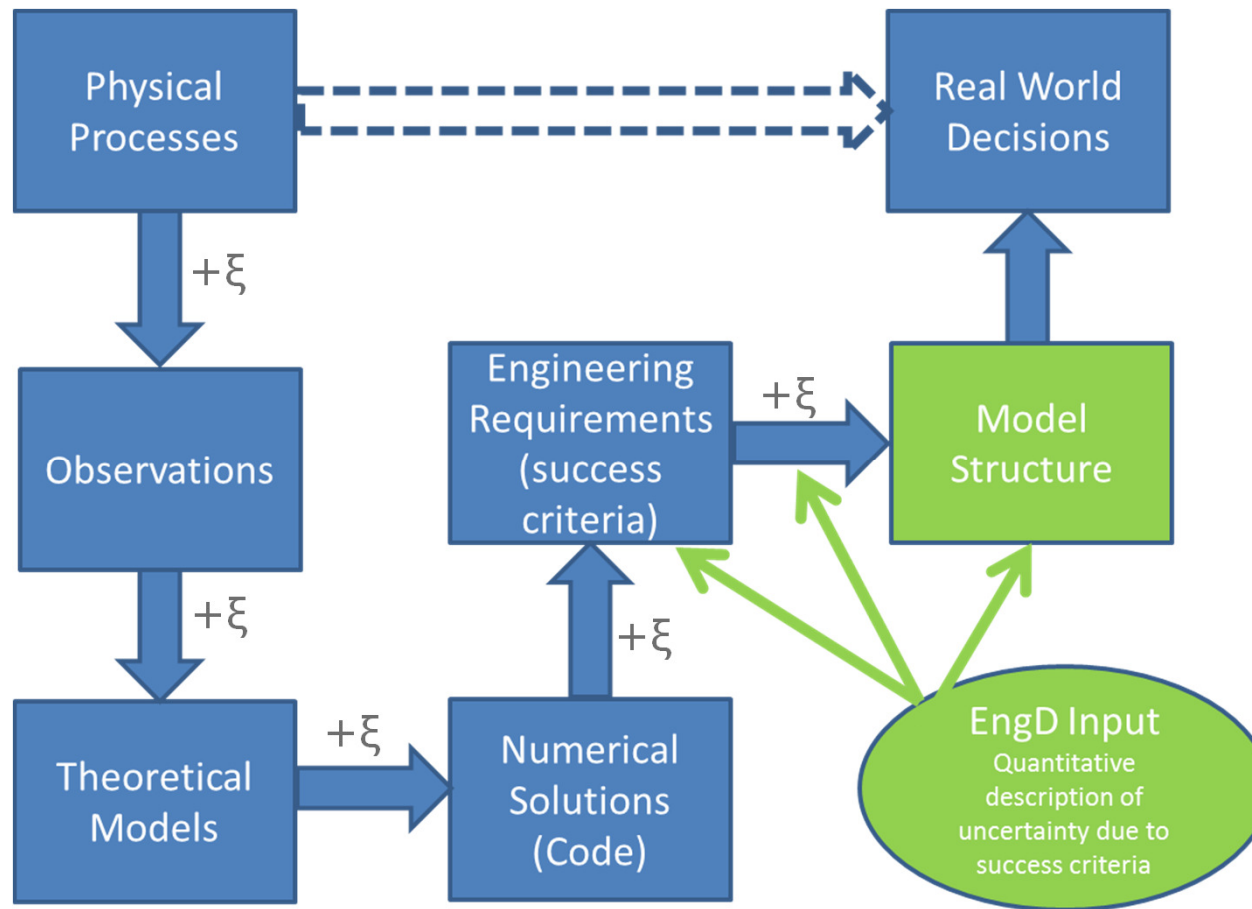 Physical
Processes
Real World
Decisions
+ξ
Observations
Engineering
Requirements
(success
criteria)
+ξ
Model
Structure
+ξ
+ξ
Theoretical
Models
+ξ
Numerical
Solutions
(Code)
EngD Input
Quantitative
description of
uncertainty due to
success criteria